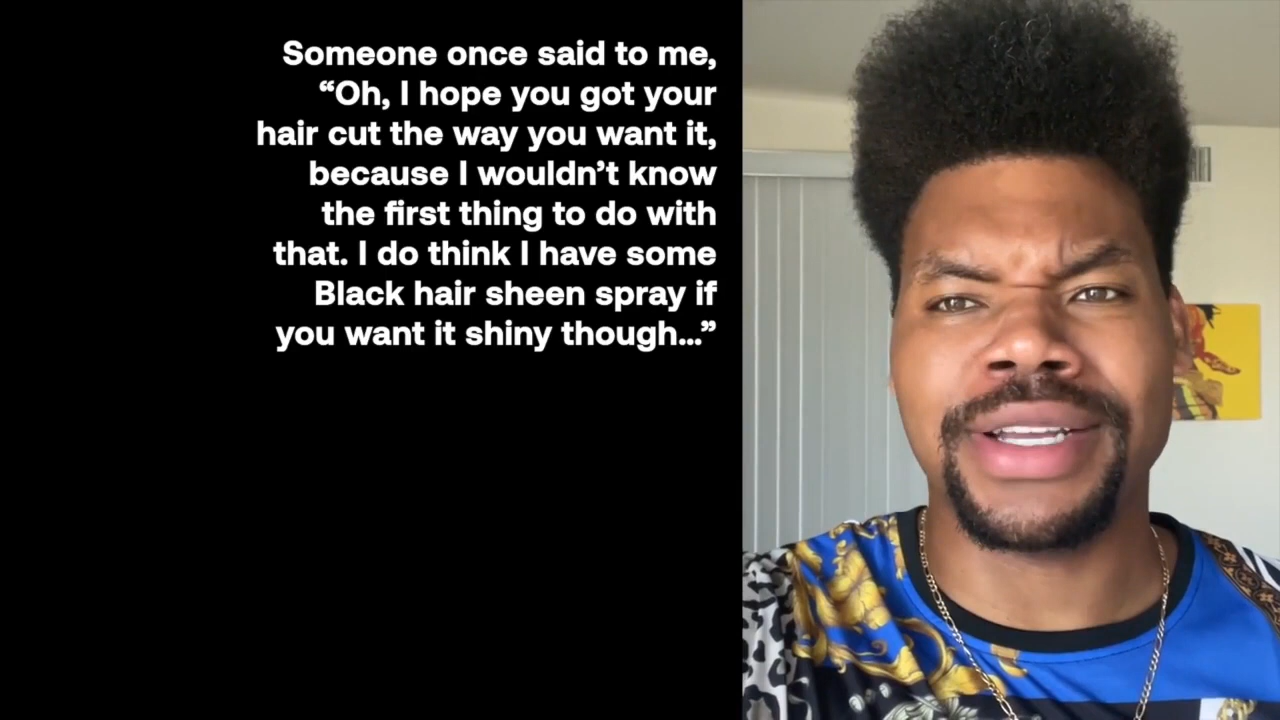 Someone once said to me,
“Oh, I hope you got your
hair cut the way you want it,
because I wouldn’t know
the first thing to do with
that. I do think I have some
Black hair sheen spray if
you want it shiny though...”